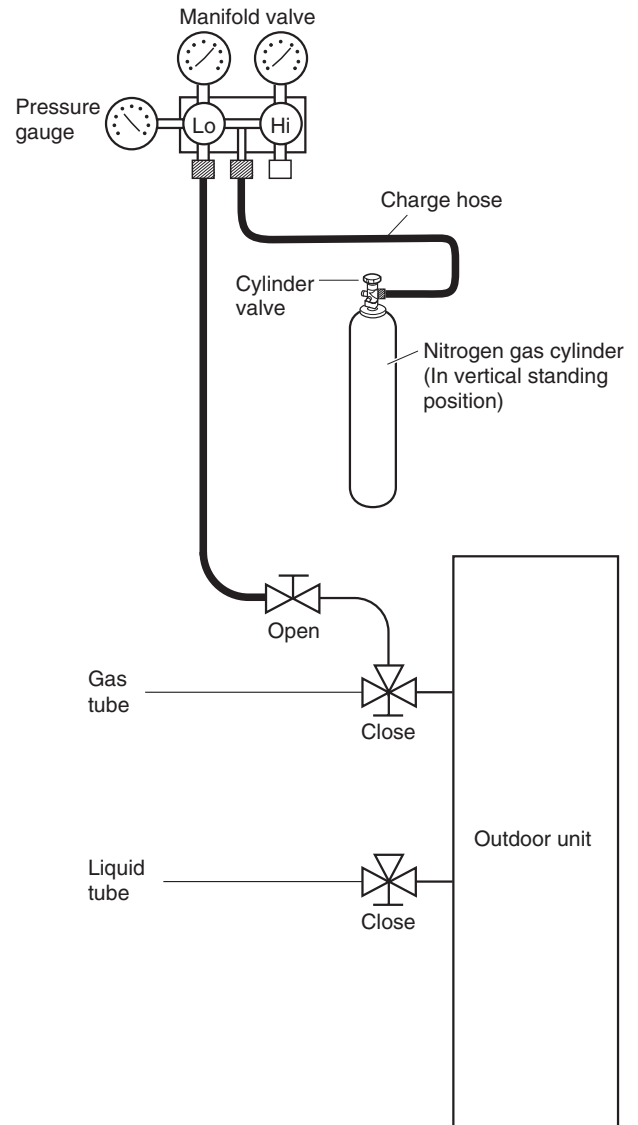 Manifold valve
Pressure
gauge
Lo
Hi
Charge hose
Cylinder
valve
Nitrogen gas cylinder
(In vertical standing
position)
Open
Gas
tube
Close
Outdoor unit
Liquid
tube
Close